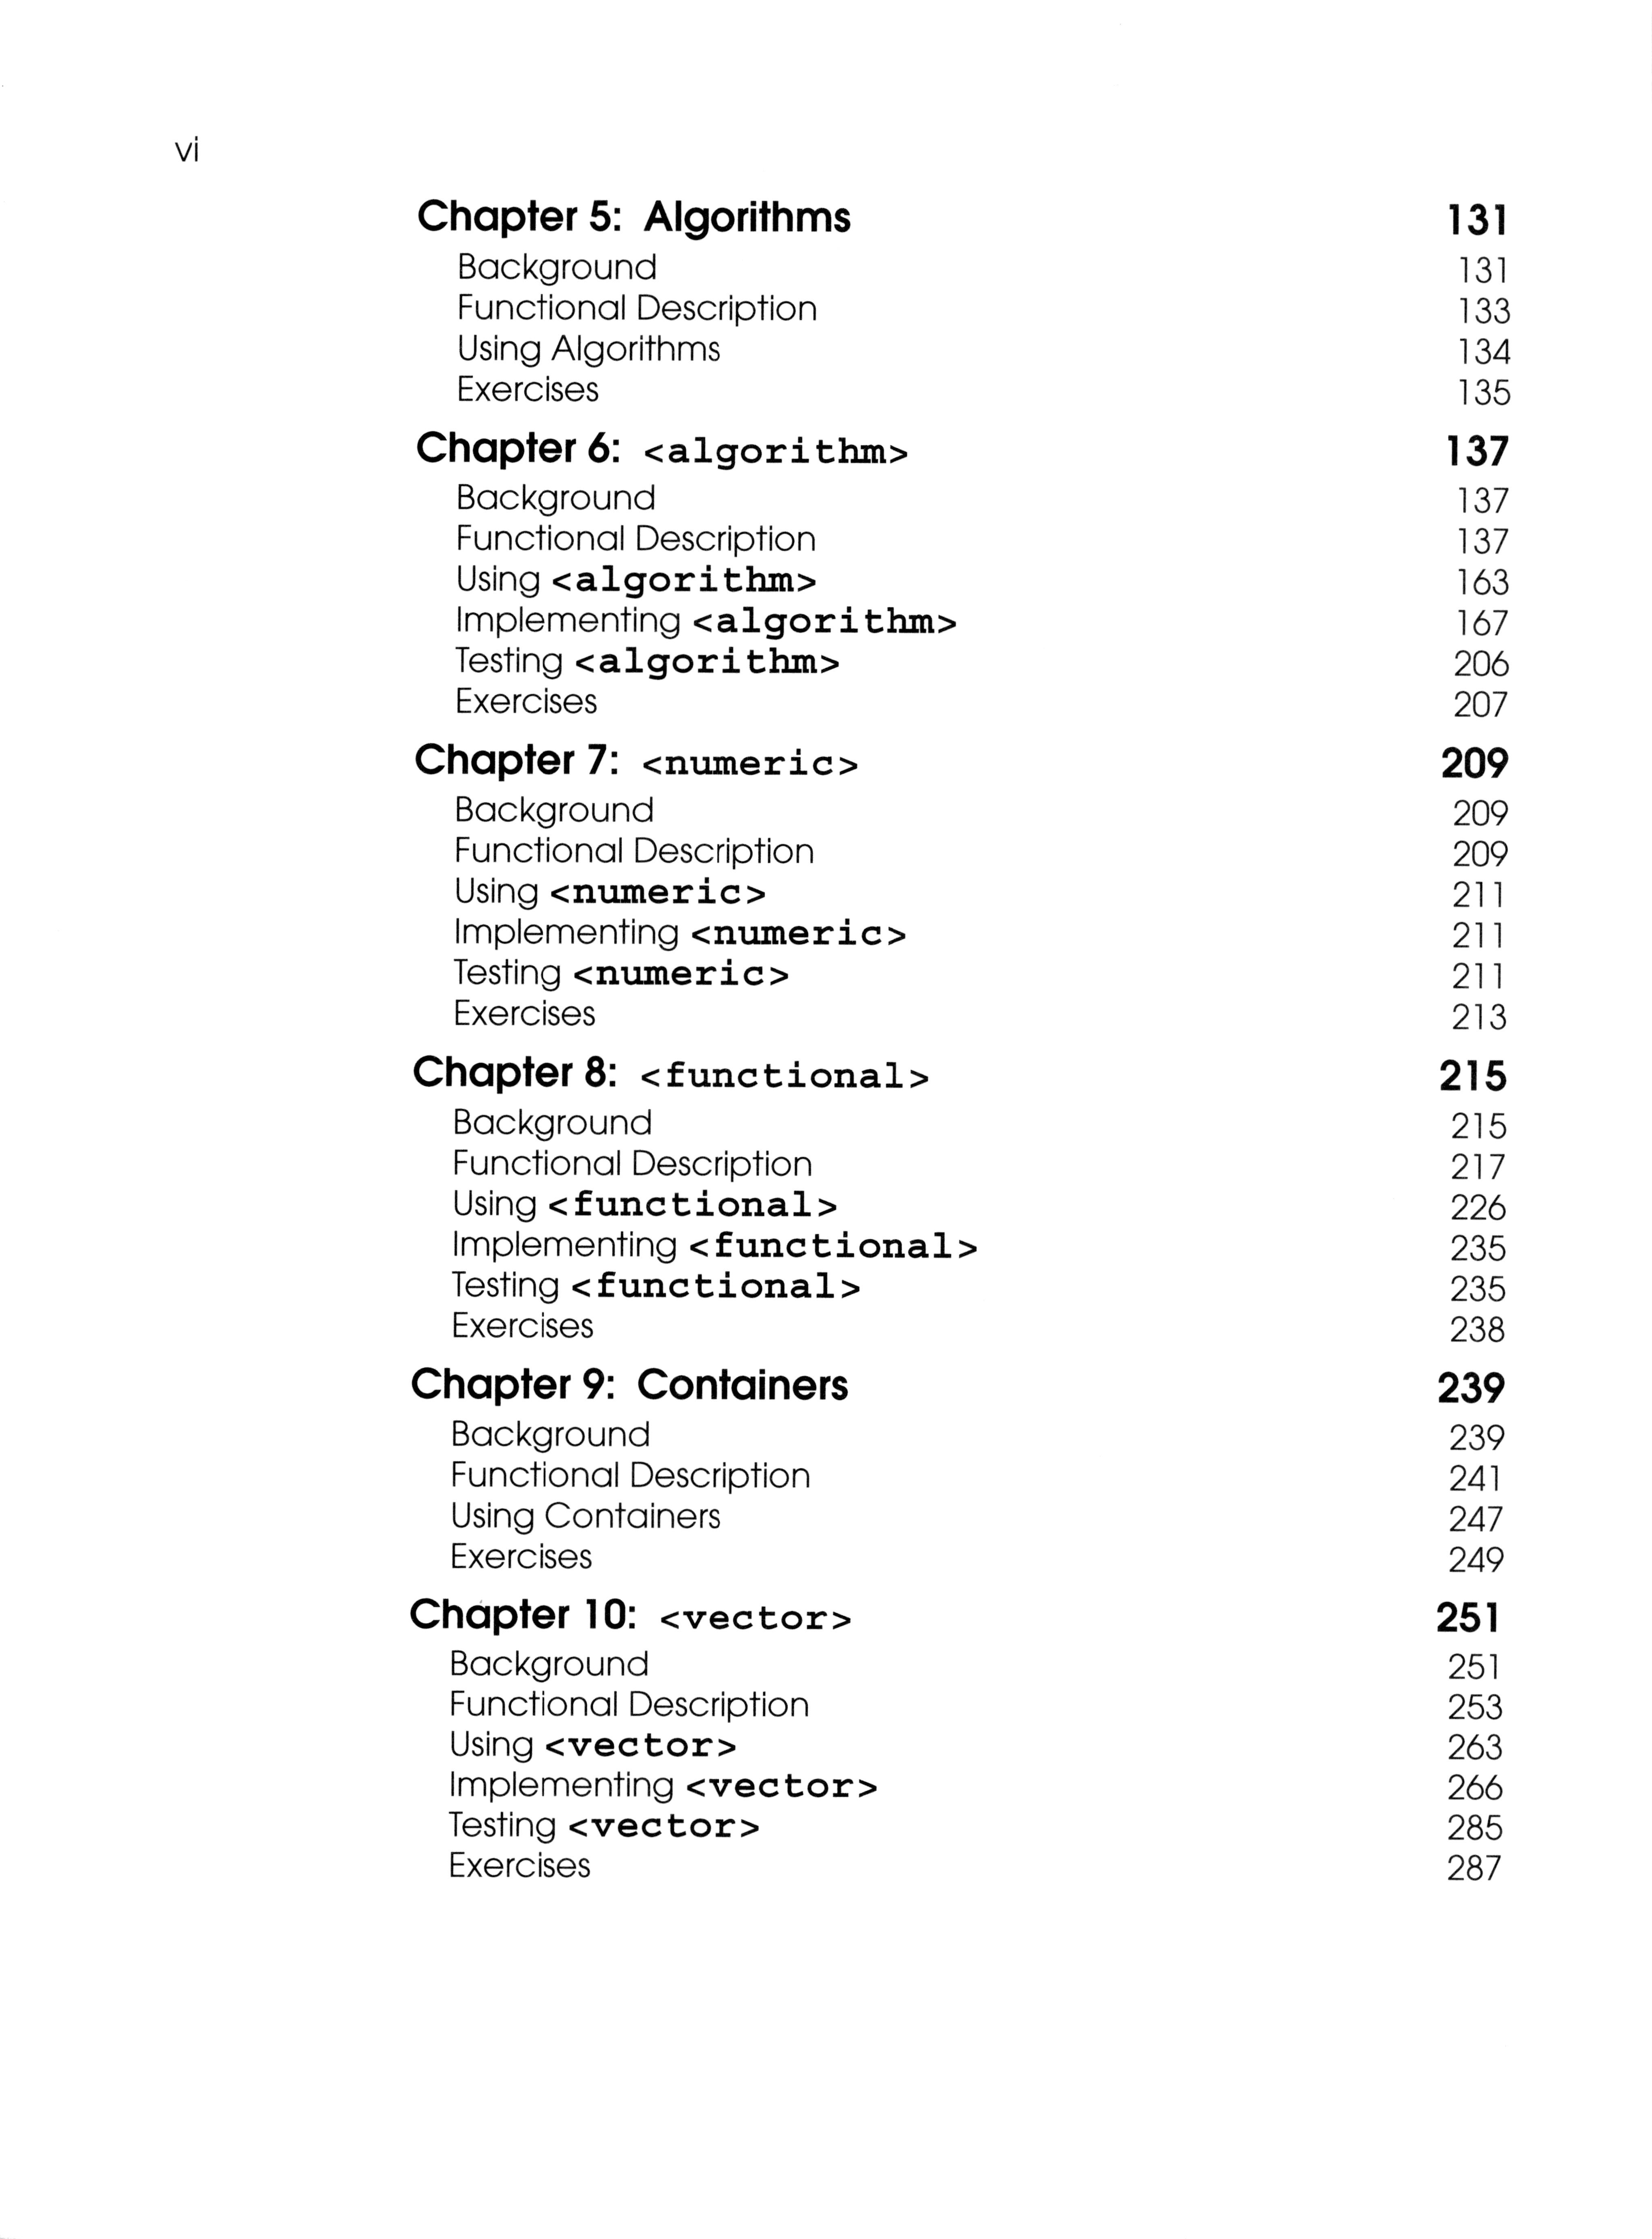 vi
Chapter 5: Algorithms 131
Background 131
Functional Description 133
Using Algorithms 134
Exercises 135
Chapter 6: <algorithm> 137
Background 137
Functional Description 137
Using <algorithm> 163
Implementing <algorithm> 167
Testing <algorithm> 206
Exercises 207
Chapter 7: <numeric> 209
Background 209
Functional Description 209
Using <numeric> 211
Implementing <numeric> 211
Testing <numeric> 211
Exercises 213
Chapter 8: <functional> 215
Background 215
Functional Description 217
Using <functional> 226
Implementing <functional> 235
Testing <functional> 235
Exercises 238
Chapter 9: Containers 239
Background 239
Functional Description 241
Using Containers 247
Exercises 249
Chapter 10: <vector> 251
Background 251
Functional Description 253
Using <vector> 263
Implementing <vector> 266
Testing <vector> 285
Exercises 287